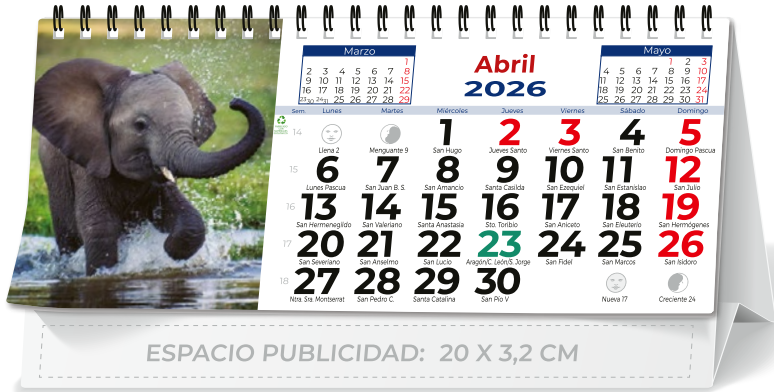 Marzo
1
2 3 4 5 6 7 8
9 10 11 12 13 14 15
16 17 18 19 20 21 22
23/30 24/31 25 26 27 28 29
Abril
2026
Mayo
1 2 3
4 5 6 7 8 9 10
11 12 13 14 15 16 17
18 19 20 21 22 23 24
25 26 27 28 29 30 31
Sem. Lunes Martes Miércoles Jueves Viernes Sábado Domingo
14 1 2 3 4 5
Llena 2 Menguante 9 San Hugo Jueves Santo Viernes Santo San Benito Domingo Pascua
15 6 7 8 9 10 11 12
Lunes Pascua San Juan B. S. San Amancio Santa Casilda San Ezequiel San Estanislao San Julio
16 13 14 15 16 17 18 19
San Hermenegildo San Valeriano Santa Anastasia Sto. Toribio San Aniceto San Eleuterio San Hermógenes
17 20 21 22 23 24 25 26
San Severiano San Anselmo San Lucio Aragón/C. León/S. Jorge San Fidel San Marcos San Isidoro
18 27 28 29 30
Ntra. Sra. Montserrat San Pedro C. Santa Catalina San Pío V Nueva 17 Creciente 24
ESPACIO PUBLICIDAD: 20 X 3,2 CM